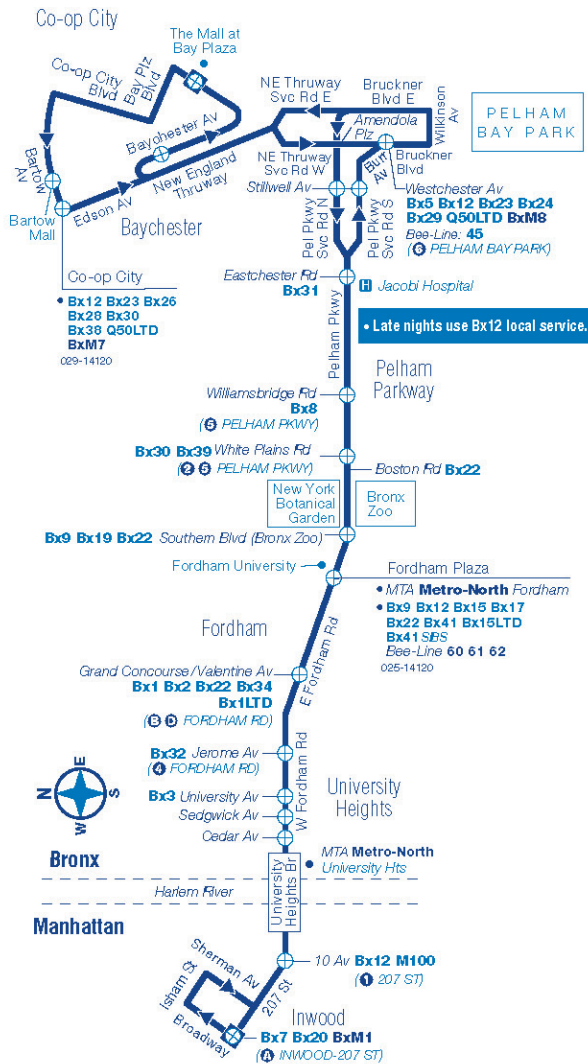 Co-op City
The Mall at
Bay Plaza
Co-op City
Blvd
Bay Plz
Blvd
NE Thruway
Svc Rd E
Bruckner
Blvd E
Wilkinson
Av
PELHAM
BAY PARK
Amendola
Plz
Baychester Av
New England
Thruway
NE Thruway
Svc Rd W
Burr
Av
Bruckner
Blvd
Bartow
Av
Bartow
Mall
Edson Av
Baychester
Stillwell Av
Pel Pkwy
Svc Rd N
Pel Pkwy
Svc Rd S
Westchester Av
Bx5 Bx12 Bx23 Bx24
Bx29 Q50LTD BxM8
Bee-Line: 45
(6 PELHAM BAY PARK)
Co-op City
• Bx12 Bx23 Bx26
Bx28 Bx30
Bx38 Q50LTD
BxM7
029-14120
Eastchester Rd
Bx31
H Jacobi Hospital
• Late nights use Bx12 local service.
Pelham Pkwy
Pelham
Parkway
Williamsbridge Rd
Bx8
(5 PELHAM PKWY)
Bx30 Bx39 White Plains Rd
(2 5 PELHAM PKWY)
Boston Rd Bx22
New York
Botanical
Garden
Bronx
Zoo
Bx9 Bx19 Bx22 Southern Blvd (Bronx Zoo)
Fordham University
Fordham Plaza
• MTA Metro-North Fordham
• Bx9 Bx12 Bx15 Bx17
Bx22 Bx41 Bx15LTD
Bx41 SBS
Bee-Line 60 61 62
025-14120
Fordham
E Fordham Rd
Grand Concourse/Valentine Av
Bx1 Bx2 Bx22 Bx34
Bx1LTD
(B D FORDHAM RD)
Bx32 Jerome Av
(4 FORDHAM RD)
W Fordham Rd
Bx3 University Av
Sedgwick Av
Cedar Av
University
Heights
N E S W
Bronx
University
Heights Br
• MTA Metro-North
University Hts
Harlem River
Manhattan
10 Av Bx12 M100
(1 207 ST)
Sherman Av
Isham St
207 St
Broadway
Inwood
Bx7 Bx20 BxM1
(A INWOOD-207 ST)